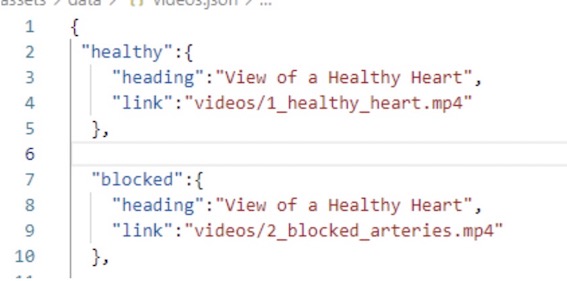 assets > data > {} videos.json > ...
1 {
2 "healthy":{
3 "heading":"View of a Healthy Heart",
4 "link":"videos/1_healthy_heart.mp4"
5 },
6
7 "blocked":{
8 "heading":"View of a Healthy Heart",
9 "link":"videos/2_blocked_arteries.mp4"
10 },